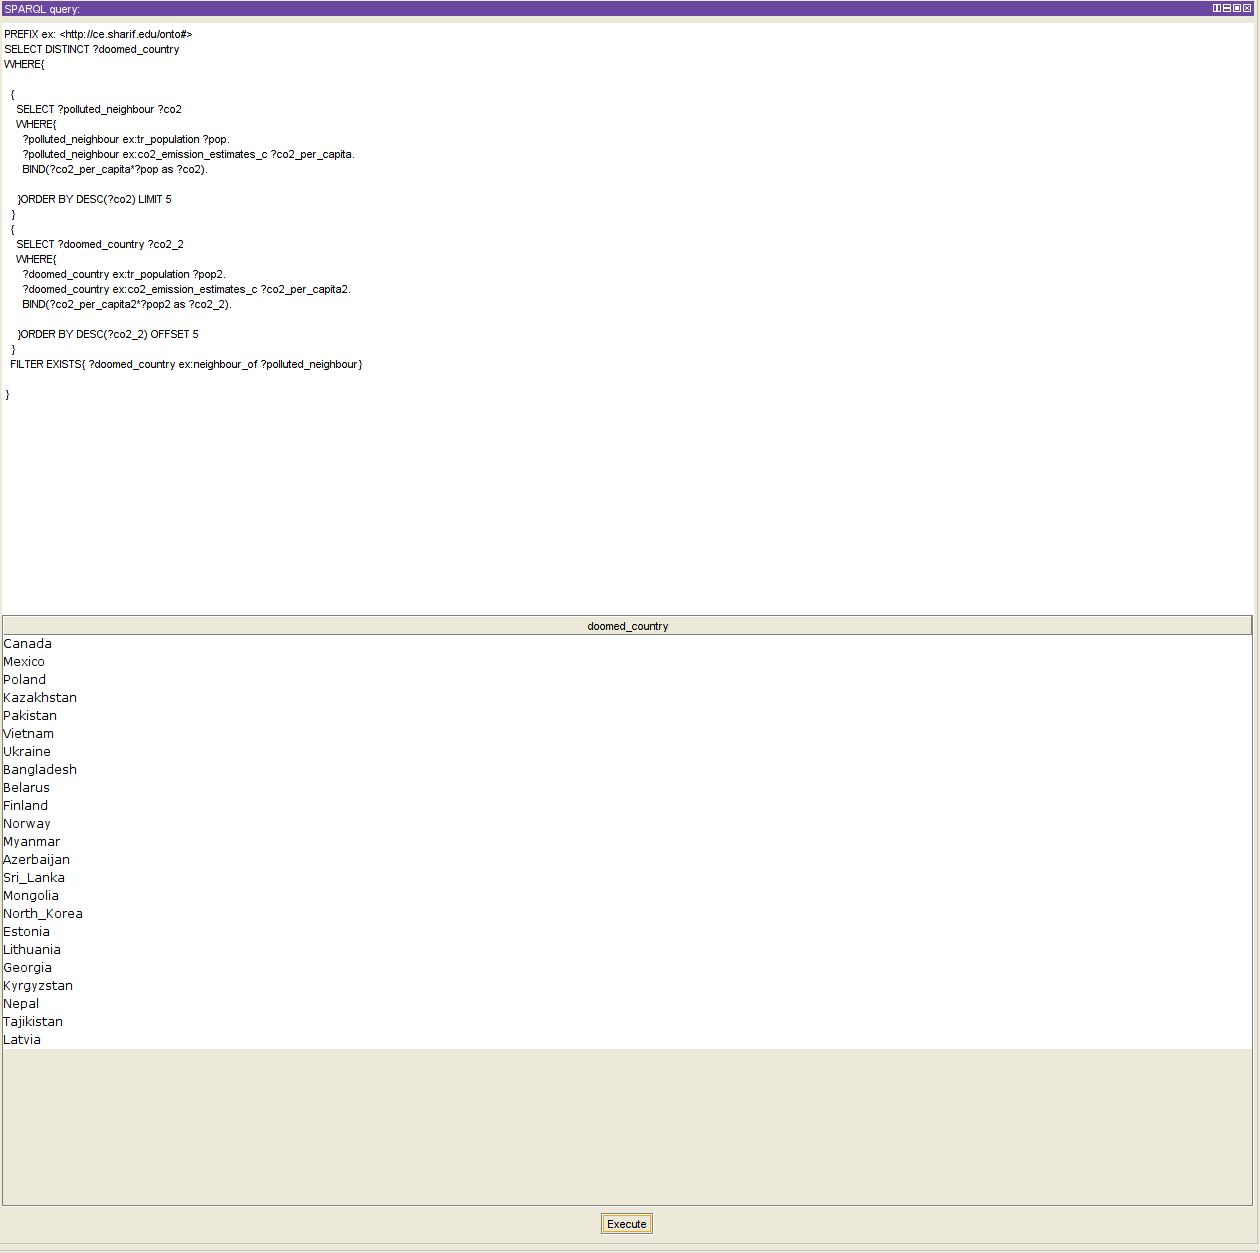 SPARQL query:
PREFIX ex: <http://ce.sharif.edu/onto#>
SELECT DISTINCT ?doomed_country
WHERE{
{
SELECT ?polluted_neighbour ?co2
WHERE{
?polluted_neighbour ex:tr_population ?pop.
?polluted_neighbour ex:co2_emission_estimates_c ?co2_per_capita.
BIND(?co2_per_capita*?pop as ?co2).
}ORDER BY DESC(?co2) LIMIT 5
}
{
SELECT ?doomed_country ?co2_2
WHERE{
?doomed_country ex:tr_population ?pop2.
?doomed_country ex:co2_emission_estimates_c ?co2_per_capita2.
BIND(?co2_per_capita2*?pop2 as ?co2_2).
}ORDER BY DESC(?co2_2) OFFSET 5
}
FILTER EXISTS{ ?doomed_country ex:neighbour_of ?polluted_neighbour}
}
doomed_country
Canada
Mexico
Poland
Kazakhstan
Pakistan
Vietnam
Ukraine
Bangladesh
Belarus
Finland
Norway
Myanmar
Azerbaijan
Sri_Lanka
Mongolia
North_Korea
Estonia
Lithuania
Georgia
Kyrgyzstan
Nepal
Tajikistan
Latvia
Execute